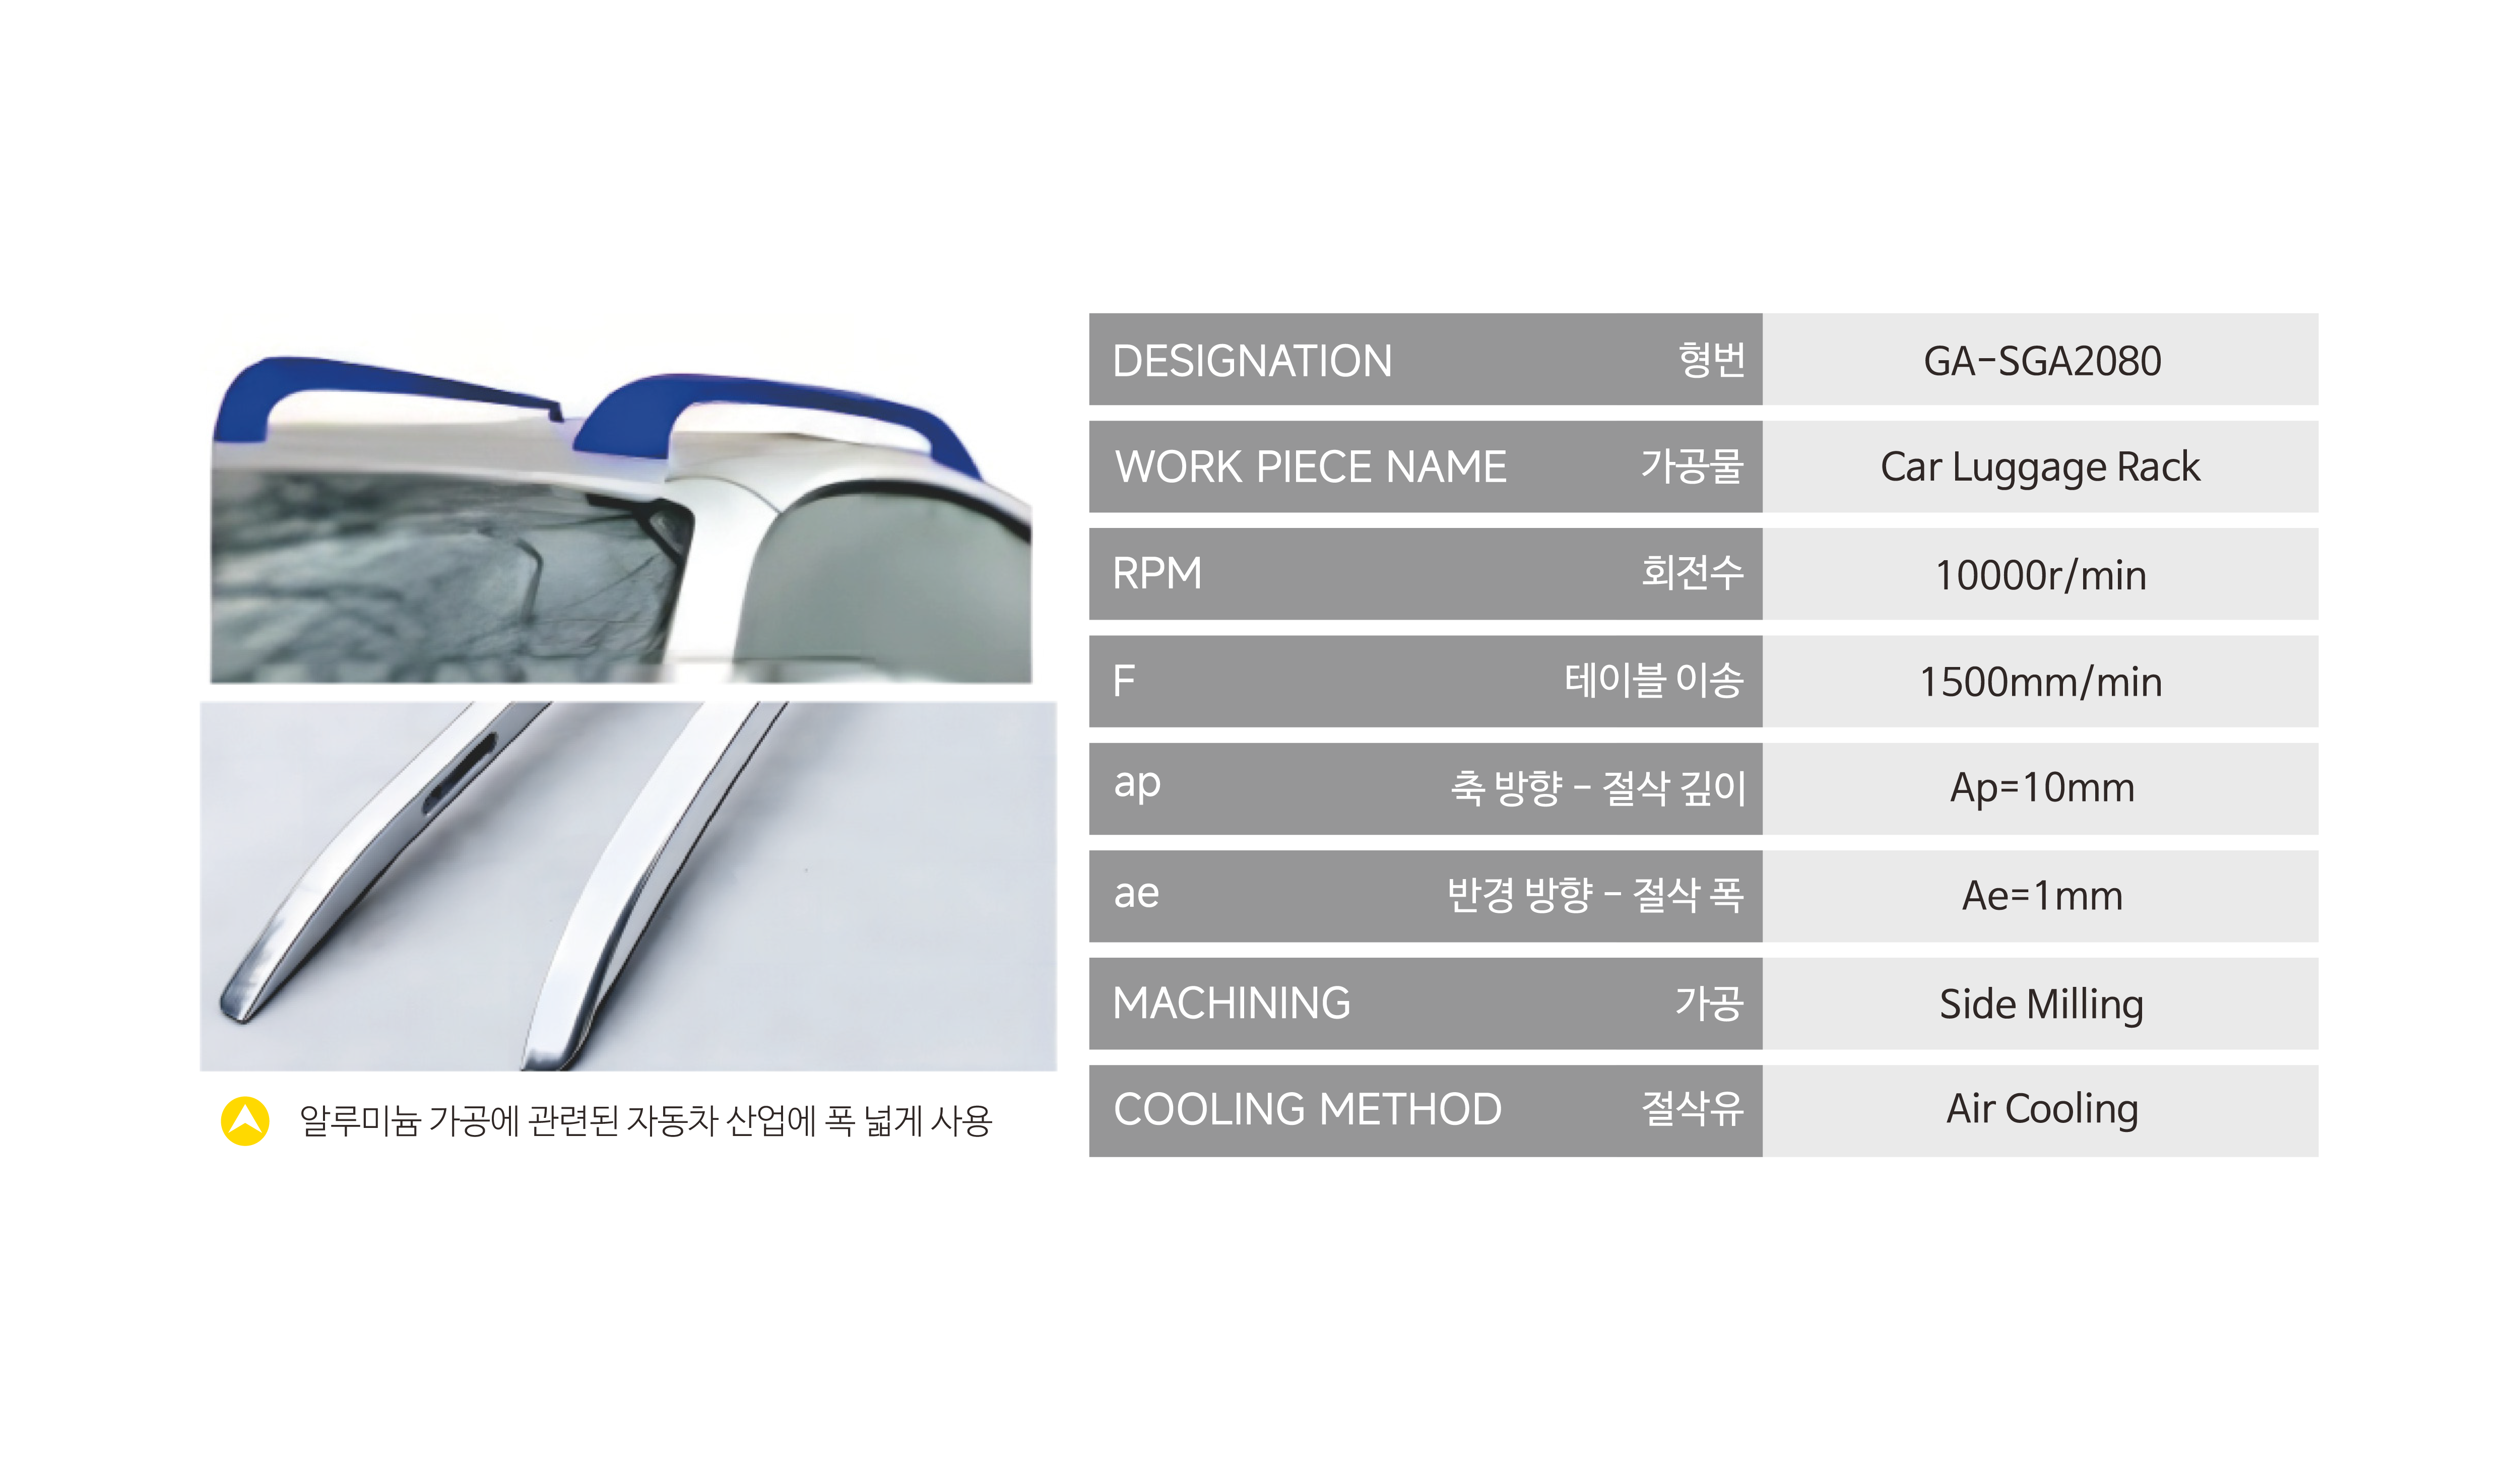 DESIGNATION 형번 GA-SGA2080
WORK PIECE NAME 가공물 Car Luggage Rack
RPM 회전수 10000r/min
F 테이블 이송 1500mm/min
ap 축 방향 - 절삭 깊이 Ap=10mm
ae 반경 방향 - 절삭 폭 Ae=1mm
MACHINING 가공 Side Milling
COOLING METHOD 절삭유 Air Cooling
알루미늄 가공에 관련된 자동차 산업에 폭 넓게 사용